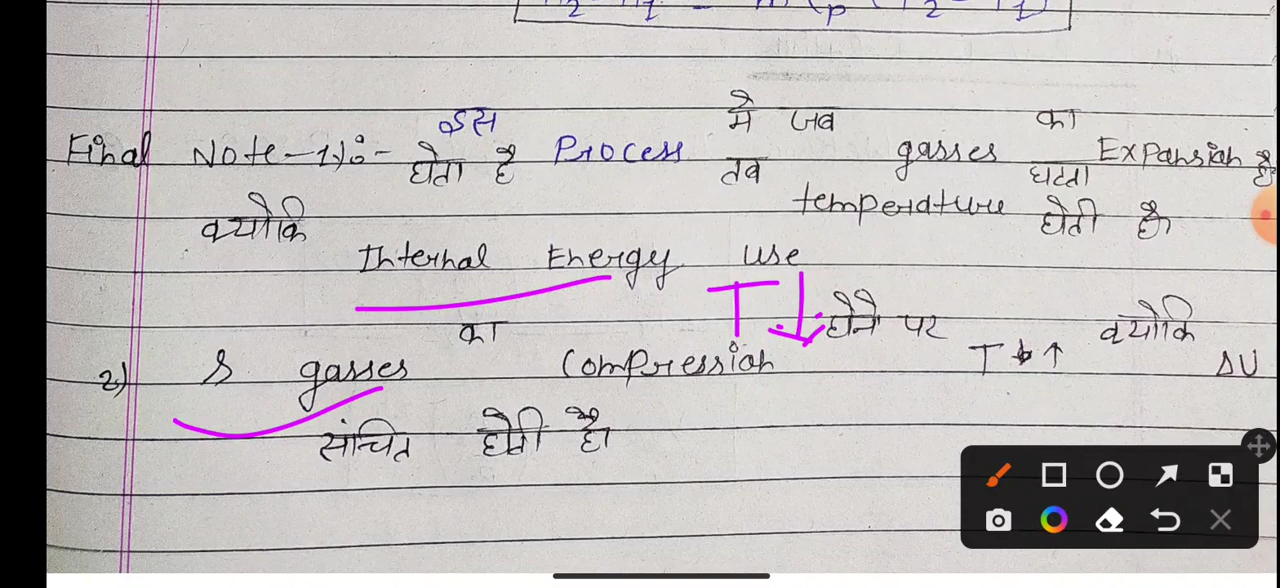 Final Note-1):- इस Process मे जब gasses का Expansion
होता है तब temperature घटता है
क्योकि Internal Energy use होती है।
2) & gasses का Compression होने पर T ↑ क्योकि ΔU
संचित होती है।
T ↓